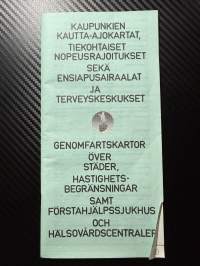 KAUPUNKIEN
KAUTTA-AJOKARTAT,
TIEKOHTAISET
NOPEUSRAJOITUKSET
SEKÄ
ENSIAPUSAIRAALAT
JA
TERVEYSKESKUKSET
GENOMFARTSKARTOR
ÖVER
STÄDER,
HASTIGHETS-
BEGRÄNSNINGAR
SAMT
FÖRSTAHJÄLPSSJUKHUS
OCH
HÄLSOVÅRDSCENTRALER